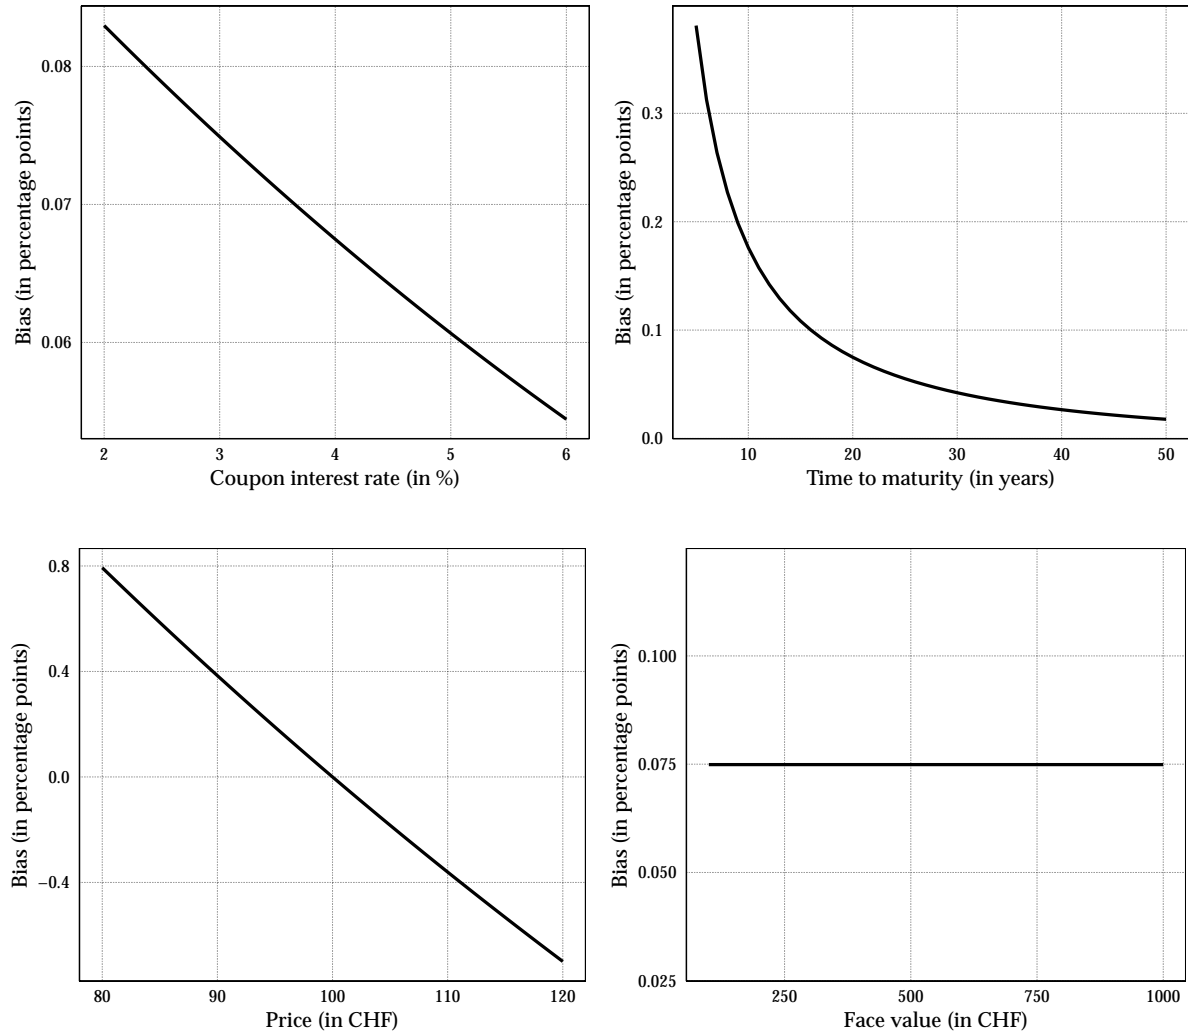 Bias (in percentage points)
0.08
0.07
0.06
2 3 4 5 6
Coupon interest rate (in %)
Bias (in percentage points)
0.3
0.2
0.1
0.0
10 20 30 40 50
Time to maturity (in years)
Bias (in percentage points)
0.8
0.4
0.0
−0.4
80 90 100 110 120
Price (in CHF)
Bias (in percentage points)
0.100
0.075
0.050
0.025
250 500 750 1000
Face value (in CHF)